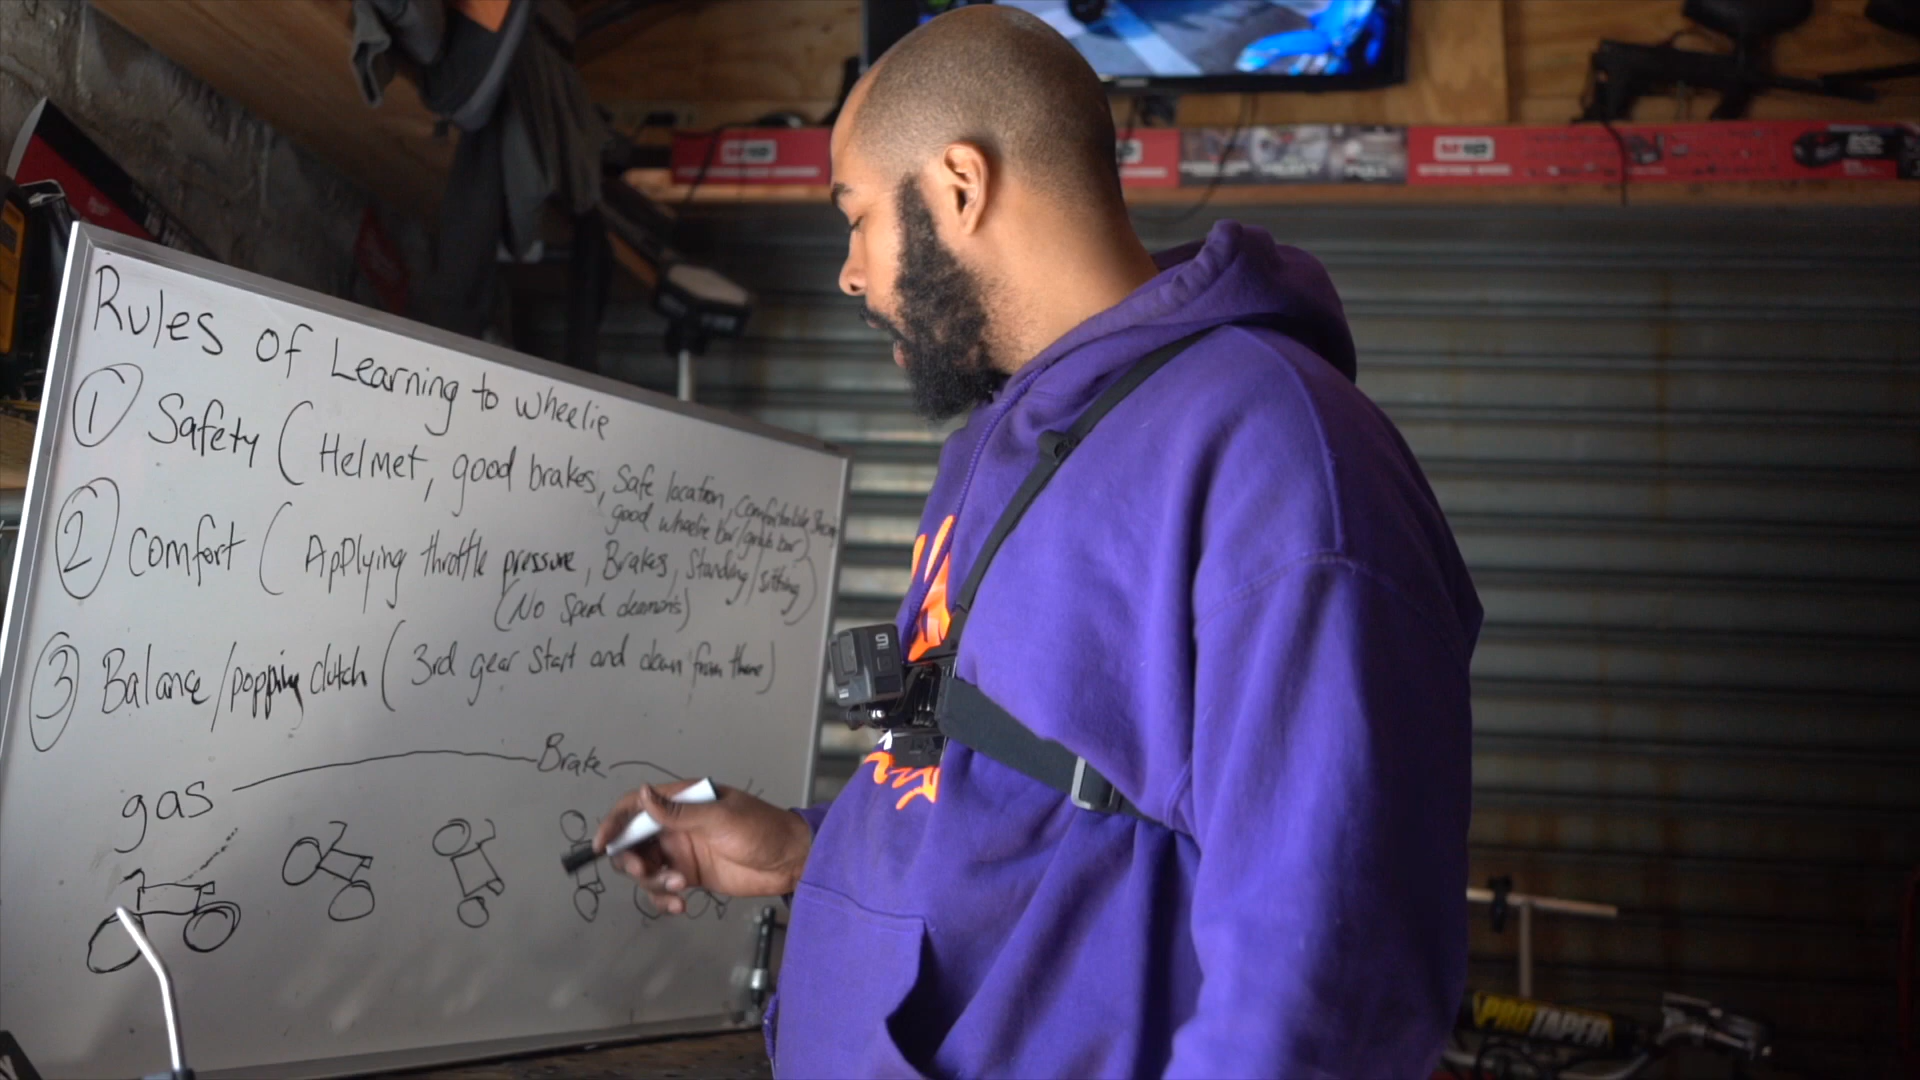 Rules of Learning to wheelie
① Safety (Helmet, good brakes, Safe location,
good wheelie bar/grab bar)
② Comfort (Applying throttle pressure, Brakes, Standing/sitting)
(No Speed demons)
③ Balance/popping clutch (3rd gear start and down from there)
gas Brake
9
PROTAPER